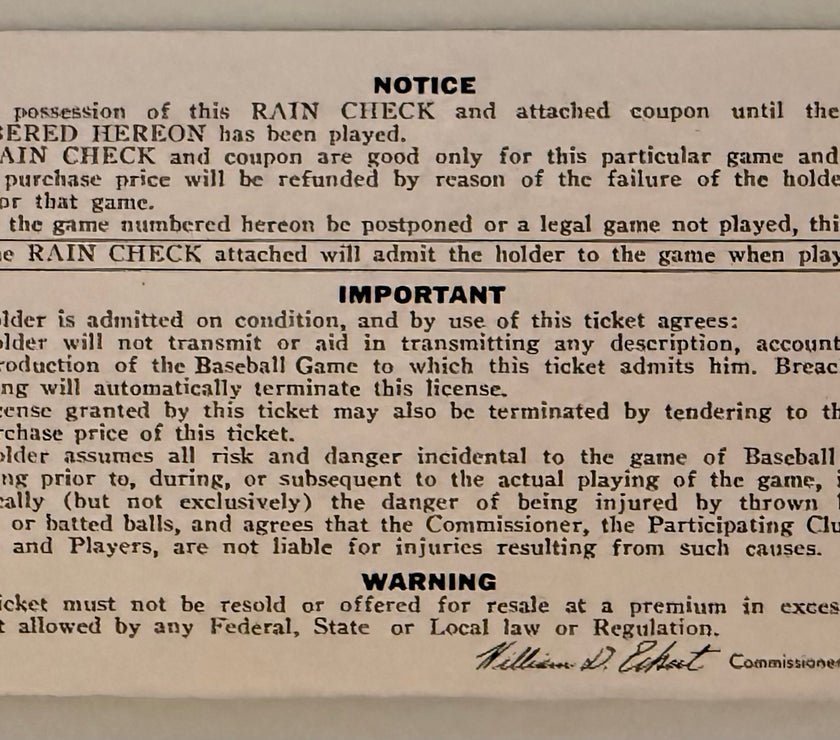 NOTICE
possession of this RAIN CHECK and attached coupon until the
BERED HEREON has been played.
AIN CHECK and coupon are good only for this particular game and
purchase price will be refunded by reason of the failure of the holde
or that game.
the game numbered hereon be postponed or a legal game not played, thi
e RAIN CHECK attached will admit the holder to the game when play
IMPORTANT
older is admitted on condition, and by use of this ticket agrees:
older will not transmit or aid in transmitting any description, account
roduction of the Baseball Game to which this ticket admits him. Breac
ng will automatically terminate this license.
cense granted by this ticket may also be terminated by tendering to th
rchase price of this ticket.
older assumes all risk and danger incidental to the game of Baseball
ng prior to, during, or subsequent to the actual playing of the game, i
cally (but not exclusively) the danger of being injured by thrown b
or batted balls, and agrees that the Commissioner, the Participating Clu
and Players, are not liable for injuries resulting from such causes.
WARNING
icket must not be resold or offered for resale at a premium in exces
t allowed by any Federal, State or Local law or Regulation.
William D. Eckert Commissioner